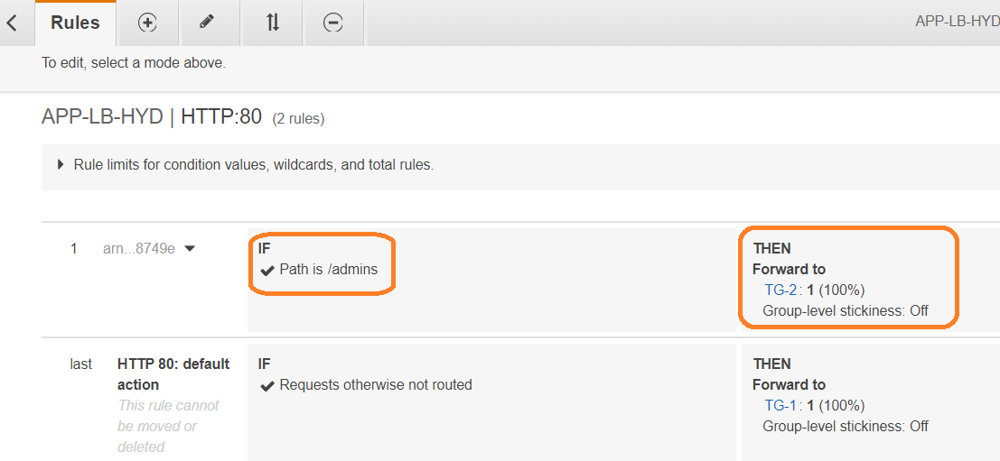 Rules
APP-LB-HYD
To edit, select a mode above.
APP-LB-HYD | HTTP:80 (2 rules)
Rule limits for condition values, wildcards, and total rules.
1 arn...8749e
IF
Path is /admins
THEN
Forward to
TG-2: 1 (100%)
Group-level stickiness: Off
last
HTTP 80: default
action
This rule cannot
be moved or
deleted
IF
Requests otherwise not routed
THEN
Forward to
TG-1: 1 (100%)
Group-level stickiness: Off